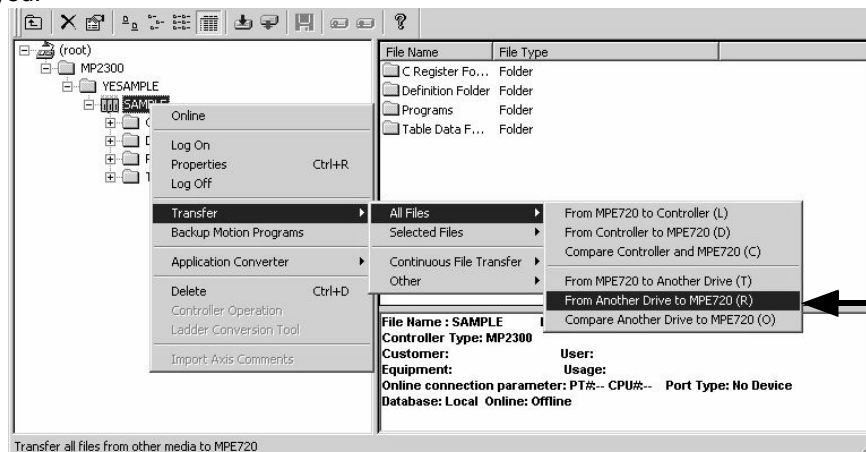 (root)
MP2300
YESAMPLE
SAMPLE
File Name File Type
C Register Fo... Folder
Definition Folder Folder
Programs Folder
Table Data F... Folder
Online
Log On
Properties Ctrl+R
Log Off
Transfer
Backup Motion Programs
Application Converter
Delete Ctrl+D
Controller Operation
Ladder Conversion Tool
Import Axis Comments
All Files
Selected Files
Continuous File Transfer
Other
From MPE720 to Controller (L)
From Controller to MPE720 (D)
Compare Controller and MPE720 (C)
From MPE720 to Another Drive (T)
From Another Drive to MPE720 (R)
Compare Another Drive to MPE720 (O)
File Name : SAMPLE
Controller Type: MP2300
Customer: User:
Equipment: Usage:
Online connection parameter: PT#:-- CPU#:-- Port Type: No Device
Database: Local Online: Offline
Transfer all files from other media to MPE720